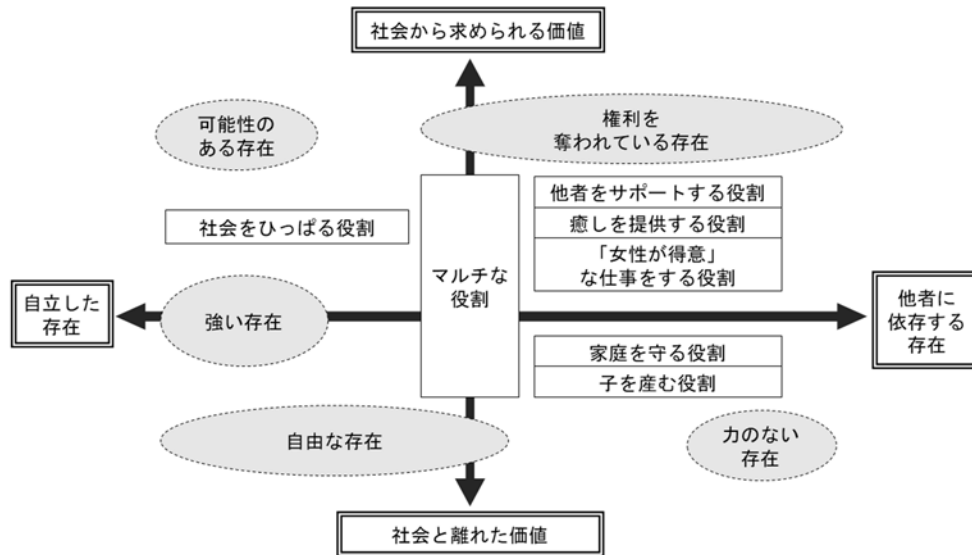 社会から求められる価値
可能性の
ある存在
権利を
奪われている存在
他者をサポートする役割
社会をひっぱる役割
癒しを提供する役割
「女性が得意」
な仕事をする役割
マルチな
役割
自立した
存在
強い存在
他者に
依存する
存在
家庭を守る役割
子を産む役割
自由な存在
力のない
存在
社会と離れた価値